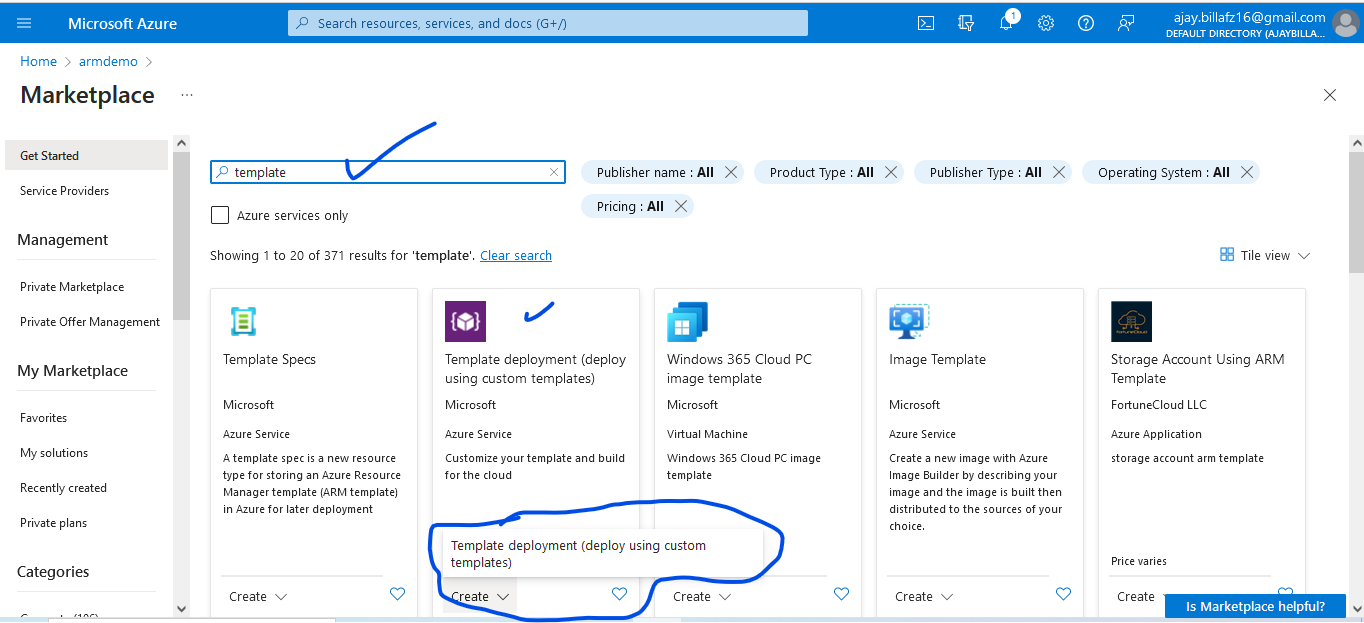 Microsoft Azure
Search resources, services, and docs (G+/)
1
ajay.billafz16@gmail.com
DEFAULT DIRECTORY (AJAYBILLA...
Home > armdemo >
Marketplace ...
Get Started
Service Providers
Management
Private Marketplace
Private Offer Management
My Marketplace
Favorites
My solutions
Recently created
Private plans
Categories
template
Publisher name : All
Product Type : All
Publisher Type : All
Operating System : All
Pricing : All
Azure services only
Showing 1 to 20 of 371 results for 'template'. Clear search
Tile view
Template Specs
Microsoft
Azure Service
A template spec is a new resource
type for storing an Azure Resource
Manager template (ARM template)
in Azure for later deployment
Create
Template deployment (deploy
using custom templates)
Microsoft
Azure Service
Customize your template and build
for the cloud
Template deployment (deploy using custom
templates)
Create
Windows 365 Cloud PC
image template
Microsoft
Virtual Machine
Windows 365 Cloud PC image
template
Create
Image Template
Microsoft
Azure Service
Create a new image with Azure
Image Builder by describing your
image and the image is built then
distributed to the sources of your
choice.
Create
FortuneCloud
Storage Account Using ARM
Template
FortuneCloud LLC
Azure Application
storage account arm template
Price varies
Create
Is Marketplace helpful?